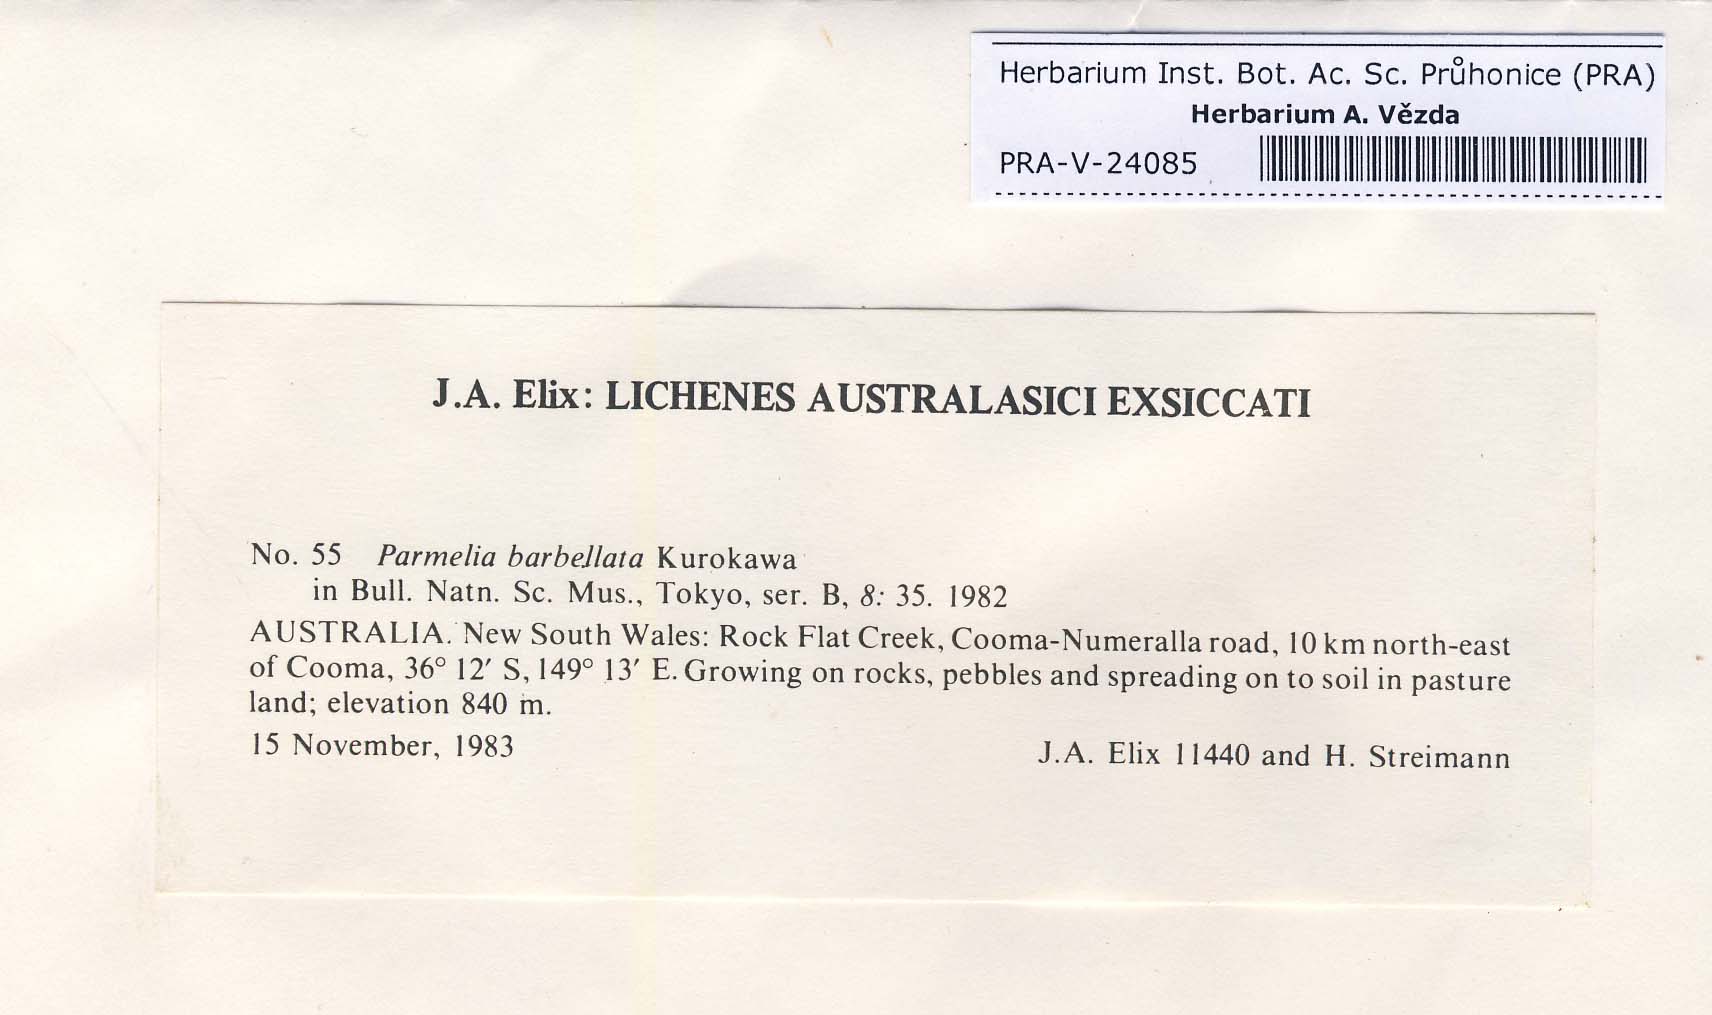 Herbarium Inst. Bot. Ac. Sc. Průhonice (PRA)
Herbarium A. Vězda
PRA-V-24085
J.A. Elix: LICHENES AUSTRALASICI EXSICCATI
No. 55 Parmelia barbellata Kurokawa
in Bull. Natn. Sc. Mus., Tokyo, ser. B, 8: 35. 1982
AUSTRALIA. New South Wales: Rock Flat Creek, Cooma-Numeralla road, 10 km north-east
of Cooma, 36° 12′ S, 149° 13′ E. Growing on rocks, pebbles and spreading on to soil in pasture
land; elevation 840 m.
15 November, 1983 J.A. Elix 11440 and H. Streimann